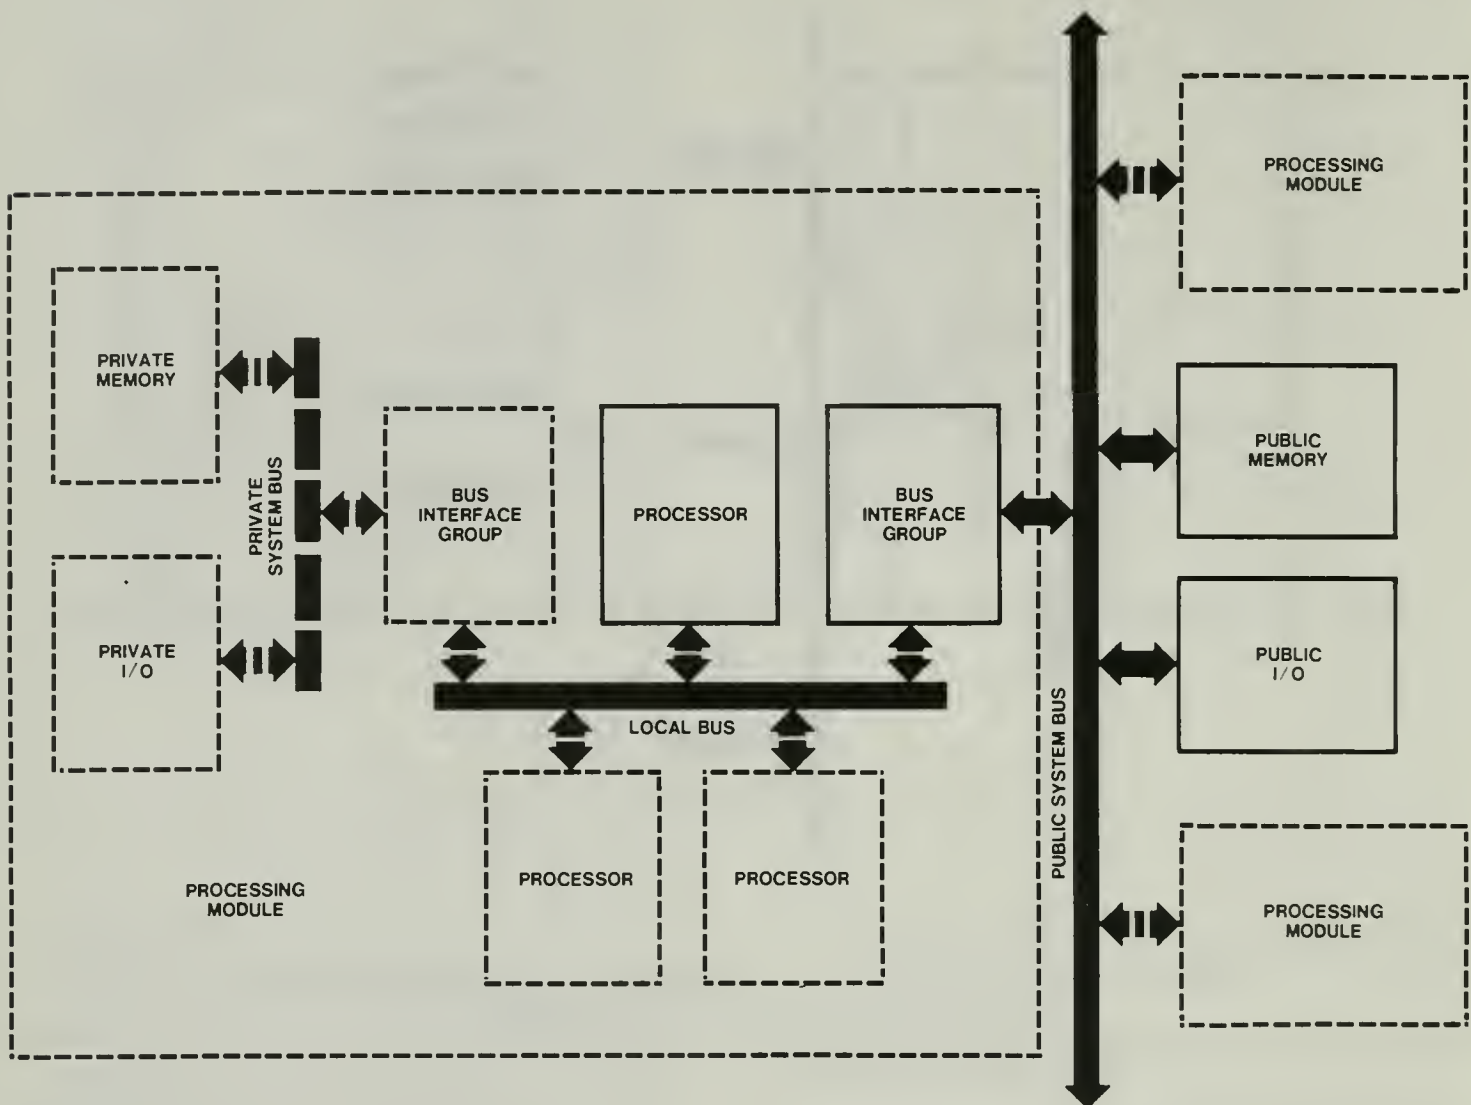 PROCESSING
MODULE
PRIVATE
MEMORY
PRIVATE
SYSTEM BUS
BUS
INTERFACE
GROUP
PROCESSOR
BUS
INTERFACE
GROUP
PUBLIC
MEMORY
PRIVATE
I/O
PUBLIC
I/O
LOCAL BUS
PUBLIC SYSTEM BUS
PROCESSOR
PROCESSOR
PROCESSING
MODULE
PROCESSING
MODULE